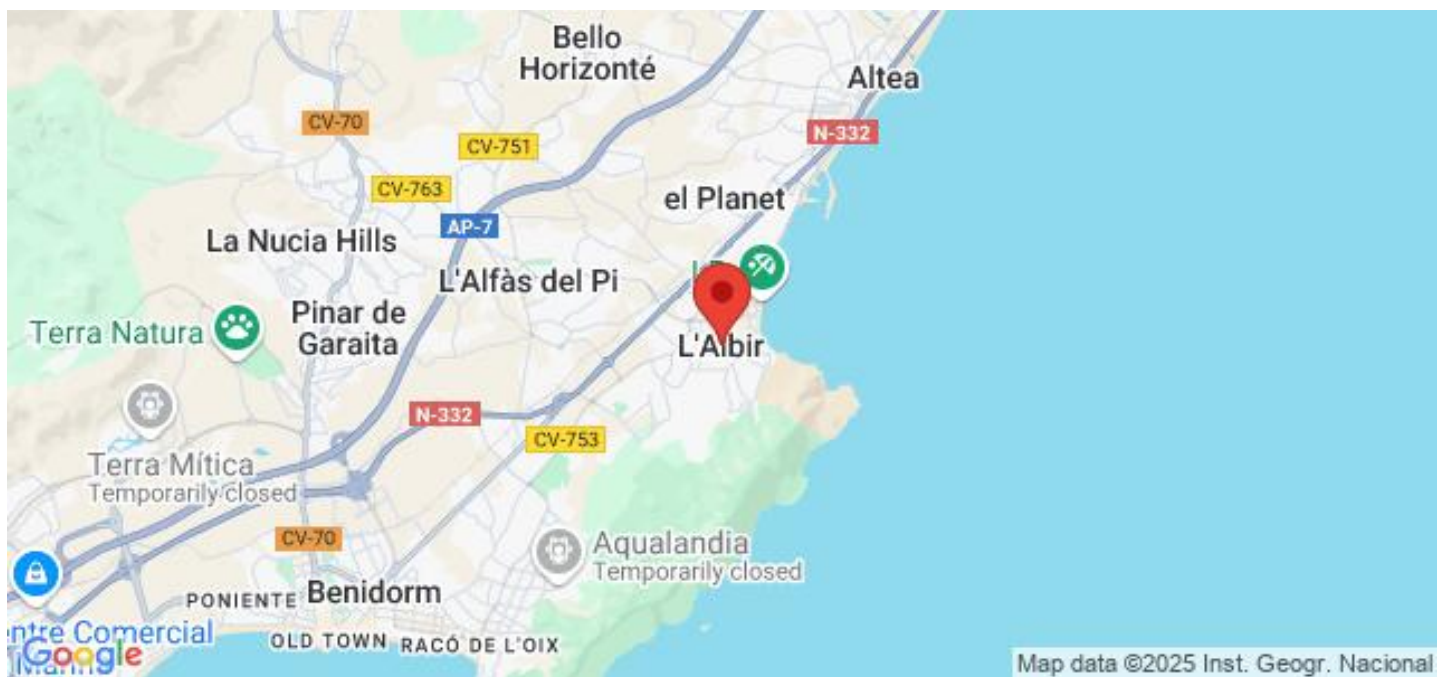 Bello
Horizonté
Altea
CV-70
N-332
CV-751
CV-763
el Planet
AP-7
La Nucia Hills
L'Alfàs del Pi
Pinar de
Garaita
Terra Natura
L'Albir
N-332
CV-753
Terra Mítica
Temporarily closed
CV-70
Aqualandia
Temporarily closed
Benidorm
PONIENTE
OLD TOWN
RACÓ DE L'OIX
entre Comercial
Google
Map data ©2025 Inst. Geogr. Nacional